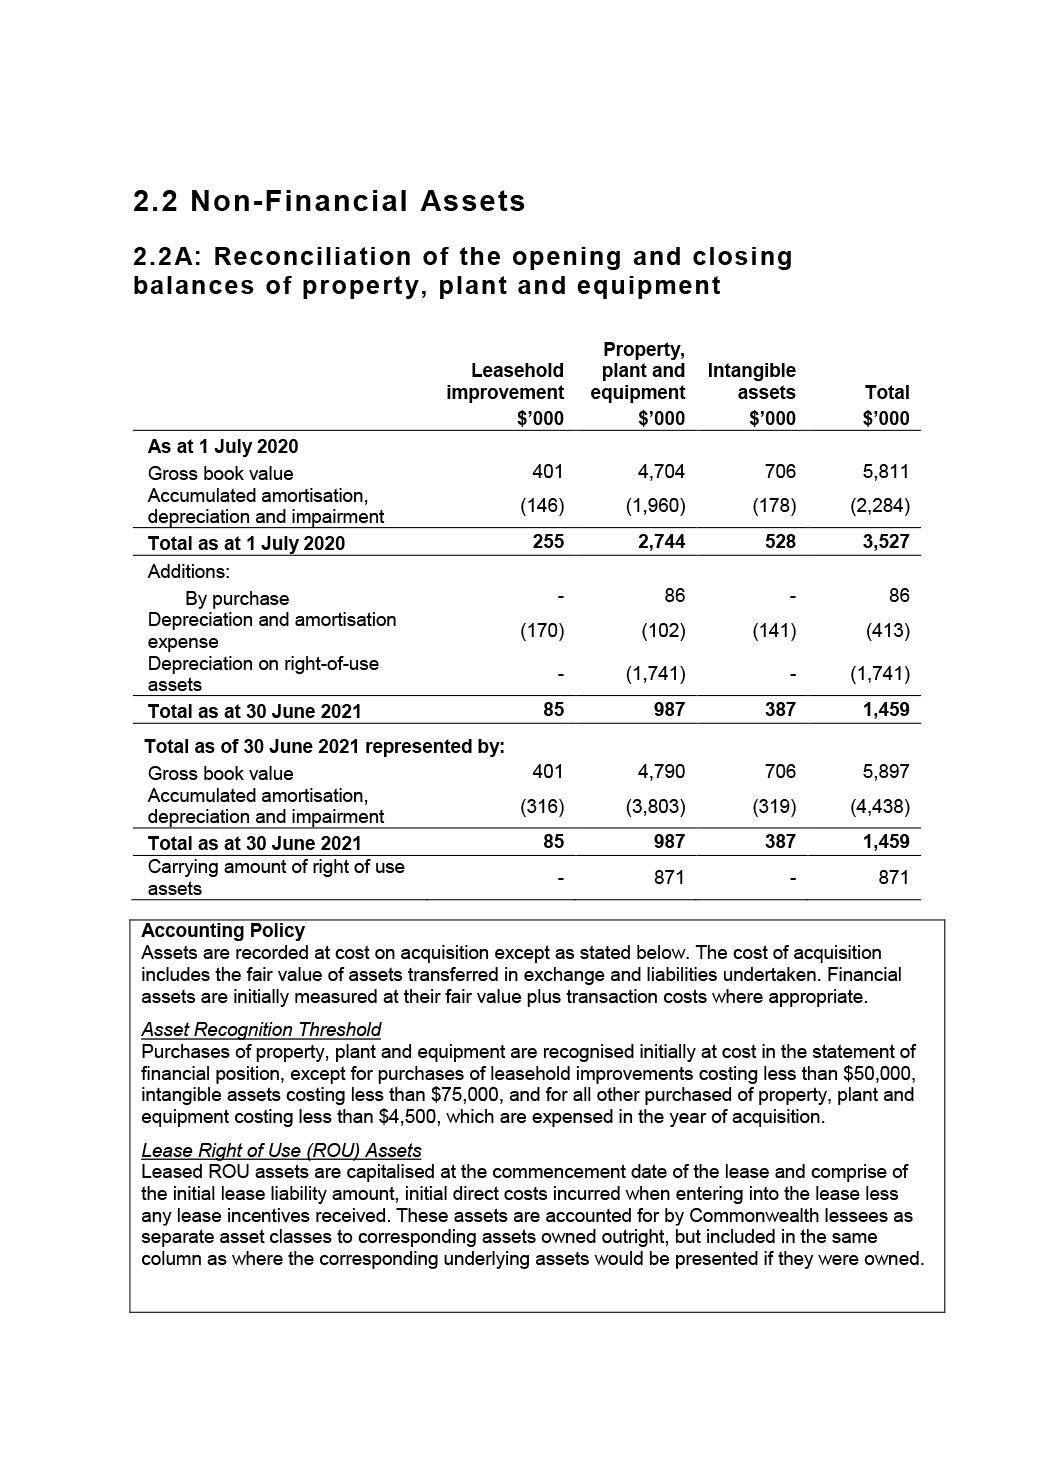 2.2 Non-Financial Assets
2.2A: Reconciliation of the opening and closing
balances of property, plant and equipment
Leasehold improvement Property, plant and equipment Intangible assets Total
$’000 $’000 $’000 $’000
As at 1 July 2020
Gross book value 401 4,704 706 5,811
Accumulated amortisation,
depreciation and impairment (146) (1,960) (178) (2,284)
Total as at 1 July 2020 255 2,744 528 3,527
Additions:
By purchase - 86 - 86
Depreciation and amortisation
expense (170) (102) (141) (413)
Depreciation on right-of-use
assets - (1,741) - (1,741)
Total as at 30 June 2021 85 987 387 1,459
Total as of 30 June 2021 represented by:
Gross book value 401 4,790 706 5,897
Accumulated amortisation,
depreciation and impairment (316) (3,803) (319) (4,438)
Total as at 30 June 2021 85 987 387 1,459
Carrying amount of right of use
assets - 871 - 871
Accounting Policy
Assets are recorded at cost on acquisition except as stated below. The cost of acquisition
includes the fair value of assets transferred in exchange and liabilities undertaken. Financial
assets are initially measured at their fair value plus transaction costs where appropriate.
Asset Recognition Threshold
Purchases of property, plant and equipment are recognised initially at cost in the statement of
financial position, except for purchases of leasehold improvements costing less than $50,000,
intangible assets costing less than $75,000, and for all other purchased of property, plant and
equipment costing less than $4,500, which are expensed in the year of acquisition.
Lease Right of Use (ROU) Assets
Leased ROU assets are capitalised at the commencement date of the lease and comprise of
the initial lease liability amount, initial direct costs incurred when entering into the lease less
any lease incentives received. These assets are accounted for by Commonwealth lessees as
separate asset classes to corresponding assets owned outright, but included in the same
column as where the corresponding underlying assets would be presented if they were owned.